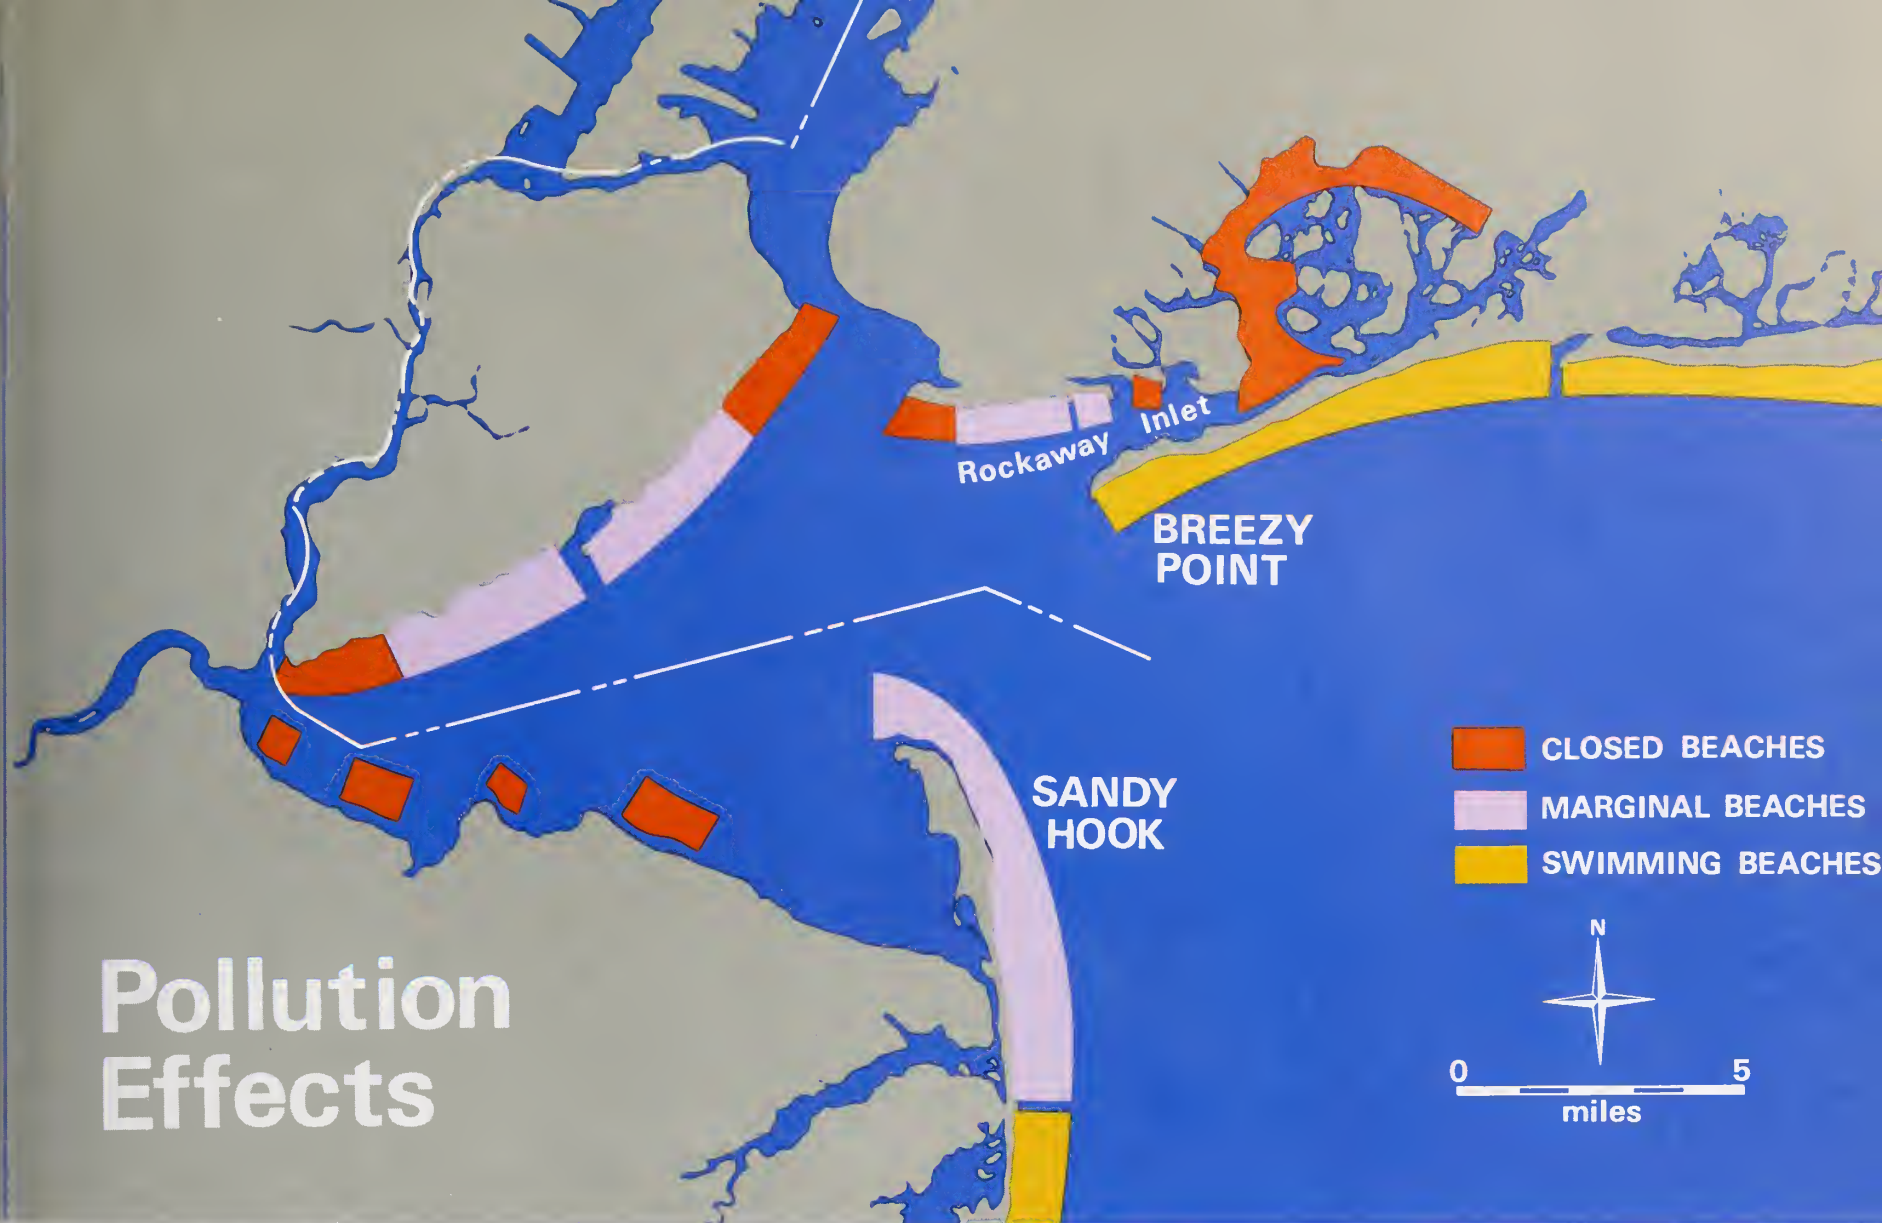 Rockaway Inlet
BREEZY
POINT
SANDY
HOOK
CLOSED BEACHES
MARGINAL BEACHES
SWIMMING BEACHES
N
0 5
miles
Pollution
Effects